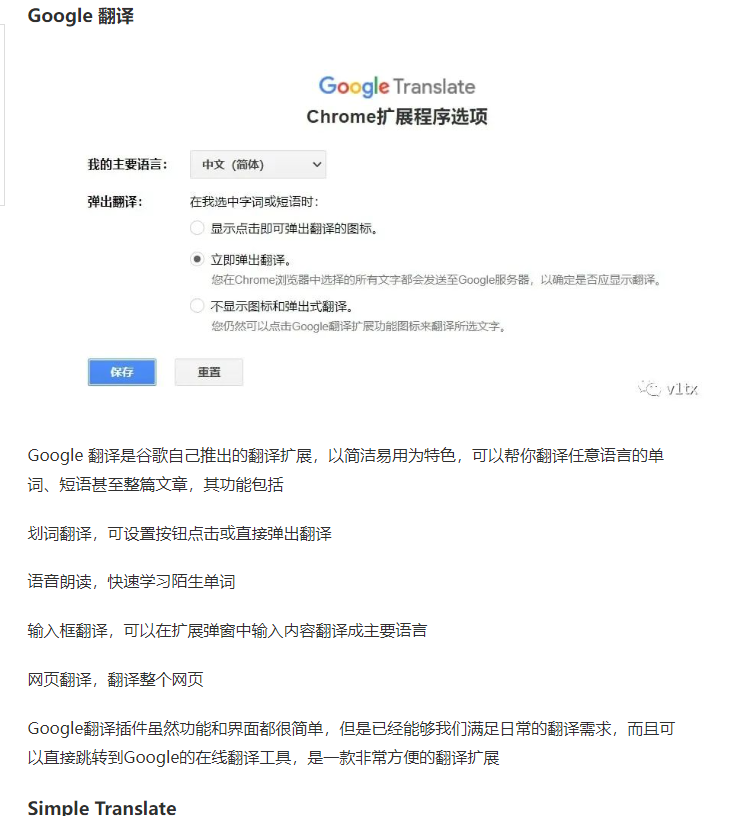 Google 翻译
Google Translate
Chrome扩展程序选项
我的主要语言：
中文（简体）
弹出翻译：
在我选中字词或短语时：
显示点击即可弹出翻译的图标。
立即弹出翻译。
您在Chrome浏览器中选择的所有文字都会发送至Google服务器，以确定是否应显示翻译。
不显示图标和弹出式翻译。
您仍然可以点击Google翻译扩展功能图标来翻译所选文字。
保存
重置
v1tx
Google 翻译是谷歌自己推出的翻译扩展，以简洁易用为特色，可以帮你翻译任意语言的单
词、短语甚至整篇文章，其功能包括
划词翻译，可设置按钮点击或直接弹出翻译
语音朗读，快速学习陌生单词
输入框翻译，可以在扩展弹窗中输入内容翻译成主要语言
网页翻译，翻译整个网页
Google翻译插件虽然功能和界面都很简单，但是已经能够我们满足日常的翻译需求，而且可
以直接跳转到Google的在线翻译工具，是一款非常方便的翻译扩展
Simple Translate